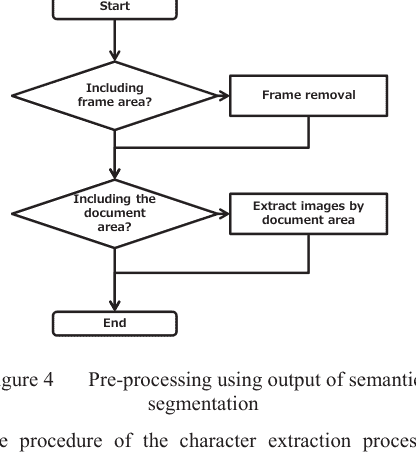 Start
Including
frame area?
Frame removal
Including the
document
area?
Extract images by
document area
End
igure 4 Pre-processing using output of semantic
segmentation
e procedure of the character extraction proces